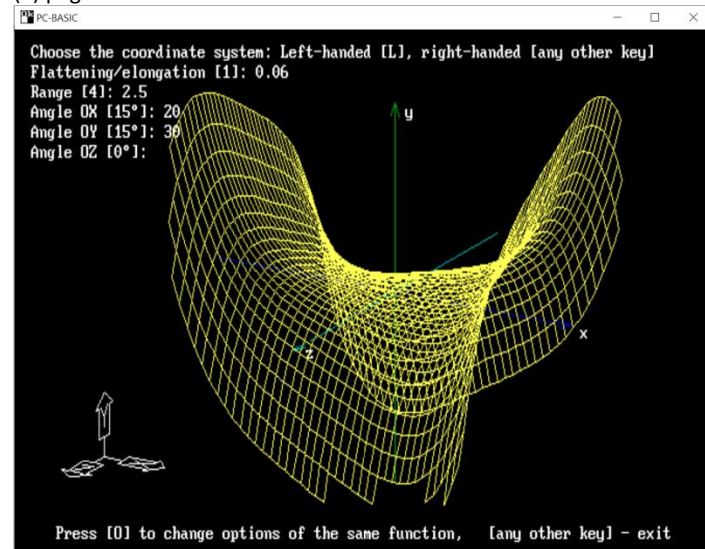 PC-BASIC
Choose the coordinate system: Left-handed [L], right-handed [any other key]
Flattening/elongation [1]: 0.06
Range [4]: 2.5
Angle OX [15°]: 20
Angle OY [15°]: 30
Angle OZ [0°]:
y
x
z
Press [O] to change options of the same function, [any other key] - exit